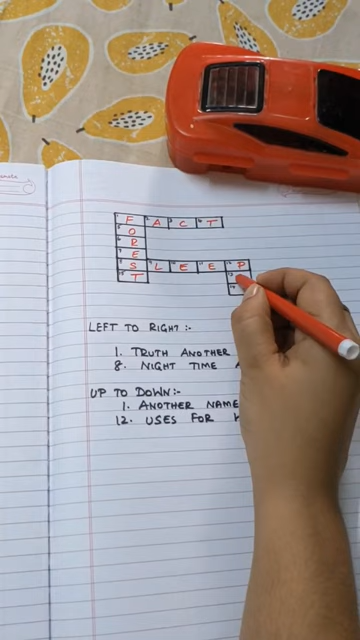 FACT
O
R
E
SLEEP
T
LEFT TO RIGHT :-
1. TRUTH ANOTHER
8. NIGHT TIME
UP TO DOWN :-
1. ANOTHER NAME
12. USES FOR